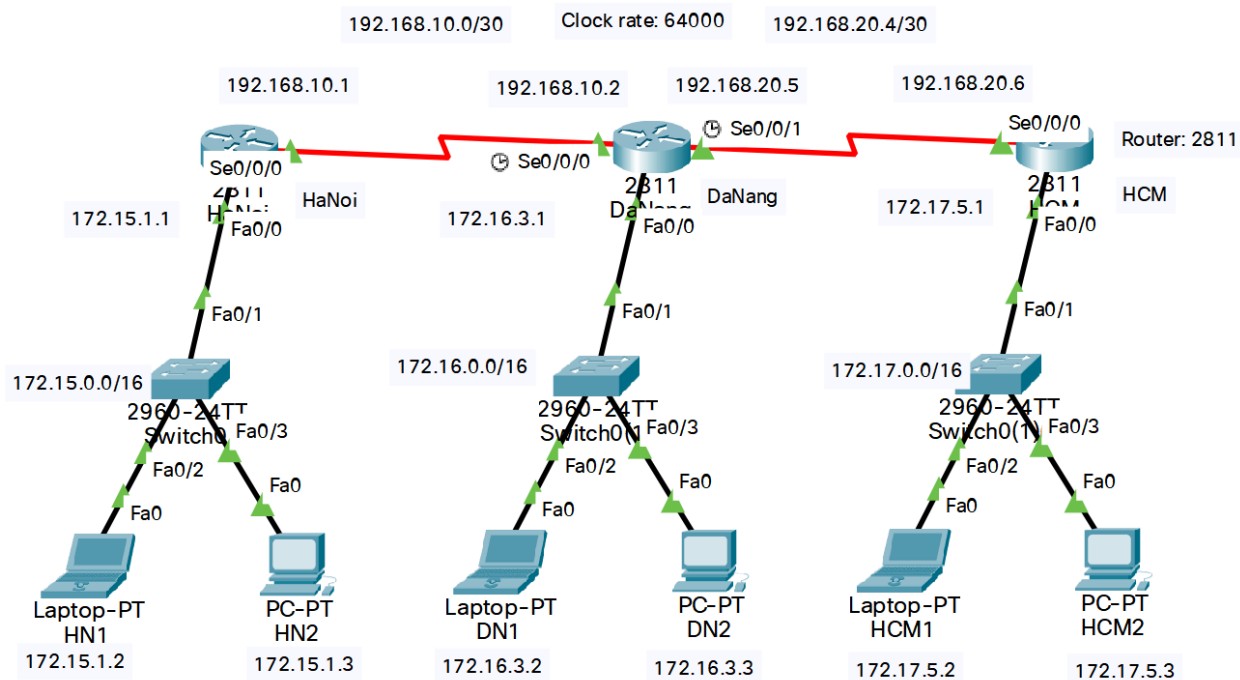 192.168.10.0/30
Clock rate: 64000
192.168.20.4/30
192.168.10.1
192.168.10.2
192.168.20.5
192.168.20.6
Se0/0/0
Se0/0/0
Se0/0/1
Se0/0/0
Router: 2811
2811
HaNoi
HaNoi
2811
DaNang
DaNang
2811
HCM
HCM
172.15.1.1
Fa0/0
172.16.3.1
Fa0/0
172.17.5.1
Fa0/0
Fa0/1
Fa0/1
Fa0/1
172.15.0.0/16
172.16.0.0/16
172.17.0.0/16
2960-24TT
Switch0
2960-24TT
Switch0(1
2960-24TT
Switch0(1)
Fa0/3
Fa0/2
Fa0/3
Fa0/2
Fa0/3
Fa0/2
Fa0
Fa0
Fa0
Fa0
Fa0
Fa0
Laptop-PT
HN1
PC-PT
HN2
Laptop-PT
DN1
PC-PT
DN2
Laptop-PT
HCM1
PC-PT
HCM2
172.15.1.2
172.15.1.3
172.16.3.2
172.16.3.3
172.17.5.2
172.17.5.3